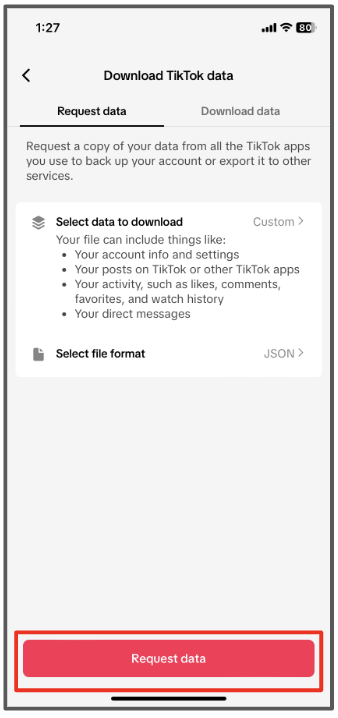 1:27
80
Download TikTok data
Request data
Download data
Request a copy of your data from all the TikTok apps
you use to back up your account or export it to other
services.
Select data to download
Custom
Your file can include things like:
• Your account info and settings
• Your posts on TikTok or other TikTok apps
• Your activity, such as likes, comments,
favorites, and watch history
• Your direct messages
Select file format
JSON
Request data